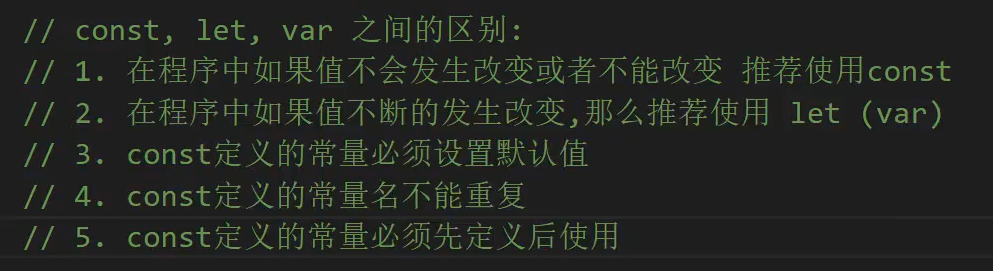 // const, let, var 之间的区别:
// 1. 在程序中如果值不会发生改变或者不能改变 推荐使用const
// 2. 在程序中如果值不断的发生改变,那么推荐使用 let (var)
// 3. const定义的常量必须设置默认值
// 4. const定义的常量名不能重复
// 5. const定义的常量必须先定义后使用